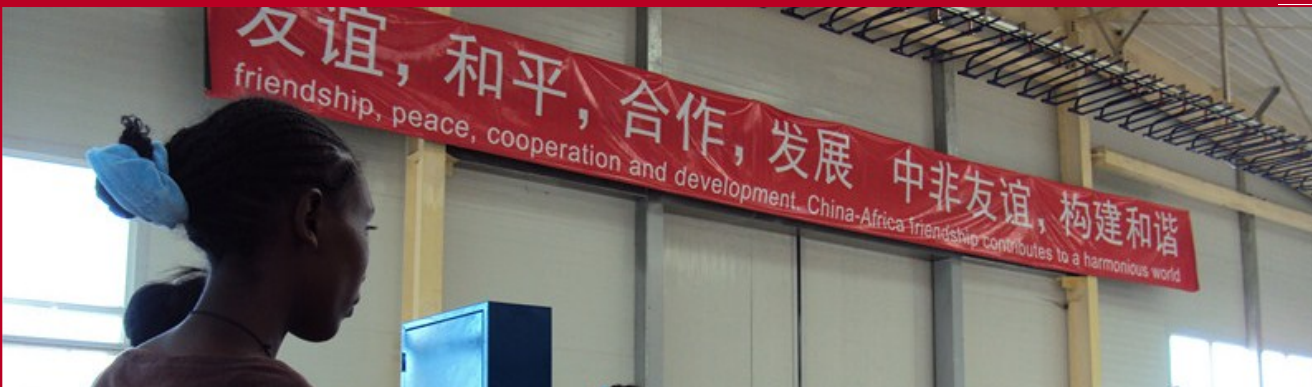 友谊，和平，合作，发展 中非友谊，构建和谐
friendship, peace, cooperation and development. China-Africa friendship contributes to a harmonious world